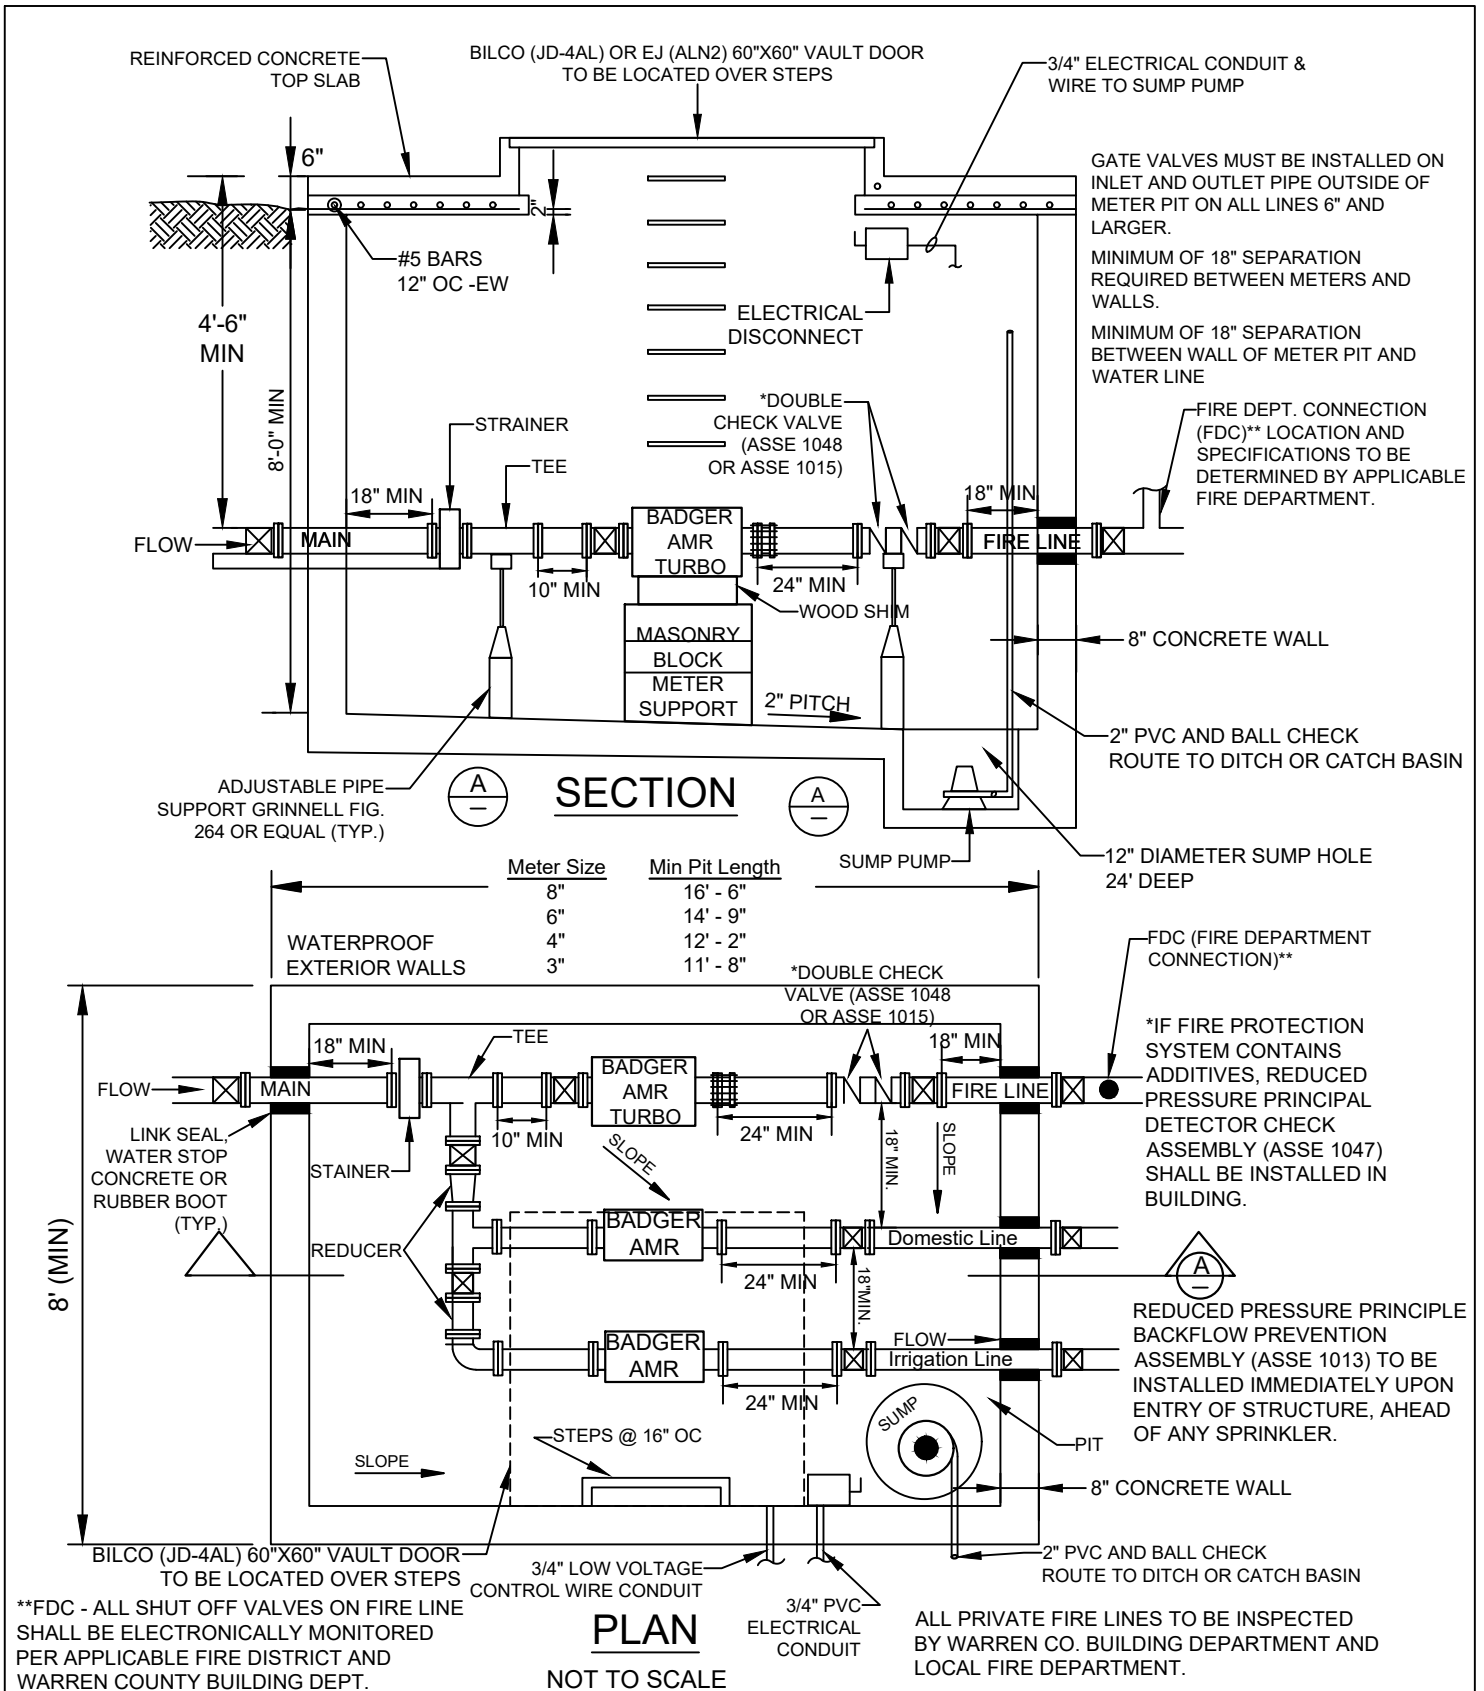 REINFORCED CONCRETE
TOP SLAB
BILCO (JD-4AL) OR EJ (ALN2) 60"X60" VAULT DOOR
TO BE LOCATED OVER STEPS
3/4" ELECTRICAL CONDUIT &
WIRE TO SUMP PUMP
6"
2"
#5 BARS
12" OC -EW
4'-6"
MIN
8'-0" MIN
ELECTRICAL
DISCONNECT
GATE VALVES MUST BE INSTALLED ON
INLET AND OUTLET PIPE OUTSIDE OF
METER PIT ON ALL LINES 6" AND
LARGER.
MINIMUM OF 18" SEPARATION
REQUIRED BETWEEN METERS AND
WALLS.
MINIMUM OF 18" SEPARATION
BETWEEN WALL OF METER PIT AND
WATER LINE
STRAINER
TEE
*DOUBLE
CHECK VALVE
(ASSE 1048
OR ASSE 1015)
FIRE DEPT. CONNECTION
(FDC)** LOCATION AND
SPECIFICATIONS TO BE
DETERMINED BY APPLICABLE
FIRE DEPARTMENT.
18" MIN
18" MIN
FLOW
MAIN
BADGER
AMR
TURBO
FIRE LINE
10" MIN
24" MIN
WOOD SHIM
MASONRY
BLOCK
METER
SUPPORT
8" CONCRETE WALL
2" PITCH
2" PVC AND BALL CHECK
ROUTE TO DITCH OR CATCH BASIN
ADJUSTABLE PIPE
SUPPORT GRINNELL FIG.
264 OR EQUAL (TYP.)
A
–
SECTION
A
–
SUMP PUMP
12" DIAMETER SUMP HOLE
24' DEEP
Meter Size Min Pit Length
8" 16' - 6"
6" 14' - 9"
4" 12' - 2"
3" 11' - 8"
WATERPROOF
EXTERIOR WALLS
*DOUBLE CHECK
VALVE (ASSE 1048
OR ASSE 1015)
FDC (FIRE DEPARTMENT
CONNECTION)**
18" MIN
TEE
18" MIN
FLOW
MAIN
BADGER
AMR
TURBO
FIRE LINE
10" MIN
24" MIN
*IF FIRE PROTECTION
SYSTEM CONTAINS
ADDITIVES, REDUCED
PRESSURE PRINCIPAL
DETECTOR CHECK
ASSEMBLY (ASSE 1047)
SHALL BE INSTALLED IN
BUILDING.
LINK SEAL,
WATER STOP
CONCRETE OR
RUBBER BOOT
(TYP.)
STAINER
SLOPE
18" MIN.
SLOPE
8' (MIN)
REDUCER
BADGER
AMR
Domestic Line
24" MIN
18"MIN.
A
–
BADGER
AMR
FLOW
Irrigation Line
24" MIN
REDUCED PRESSURE PRINCIPLE
BACKFLOW PREVENTION
ASSEMBLY (ASSE 1013) TO BE
INSTALLED IMMEDIATELY UPON
ENTRY OF STRUCTURE, AHEAD
OF ANY SPRINKLER.
SUMP
PIT
STEPS @ 16" OC
SLOPE
8" CONCRETE WALL
BILCO (JD-4AL) 60"X60" VAULT DOOR
TO BE LOCATED OVER STEPS
3/4" LOW VOLTAGE
CONTROL WIRE CONDUIT
3/4" PVC
ELECTRICAL
CONDUIT
2" PVC AND BALL CHECK
ROUTE TO DITCH OR CATCH BASIN
**FDC - ALL SHUT OFF VALVES ON FIRE LINE
SHALL BE ELECTRONICALLY MONITORED
PER APPLICABLE FIRE DISTRICT AND
WARREN COUNTY BUILDING DEPT.
PLAN
NOT TO SCALE
ALL PRIVATE FIRE LINES TO BE INSPECTED
BY WARREN CO. BUILDING DEPARTMENT AND
LOCAL FIRE DEPARTMENT.